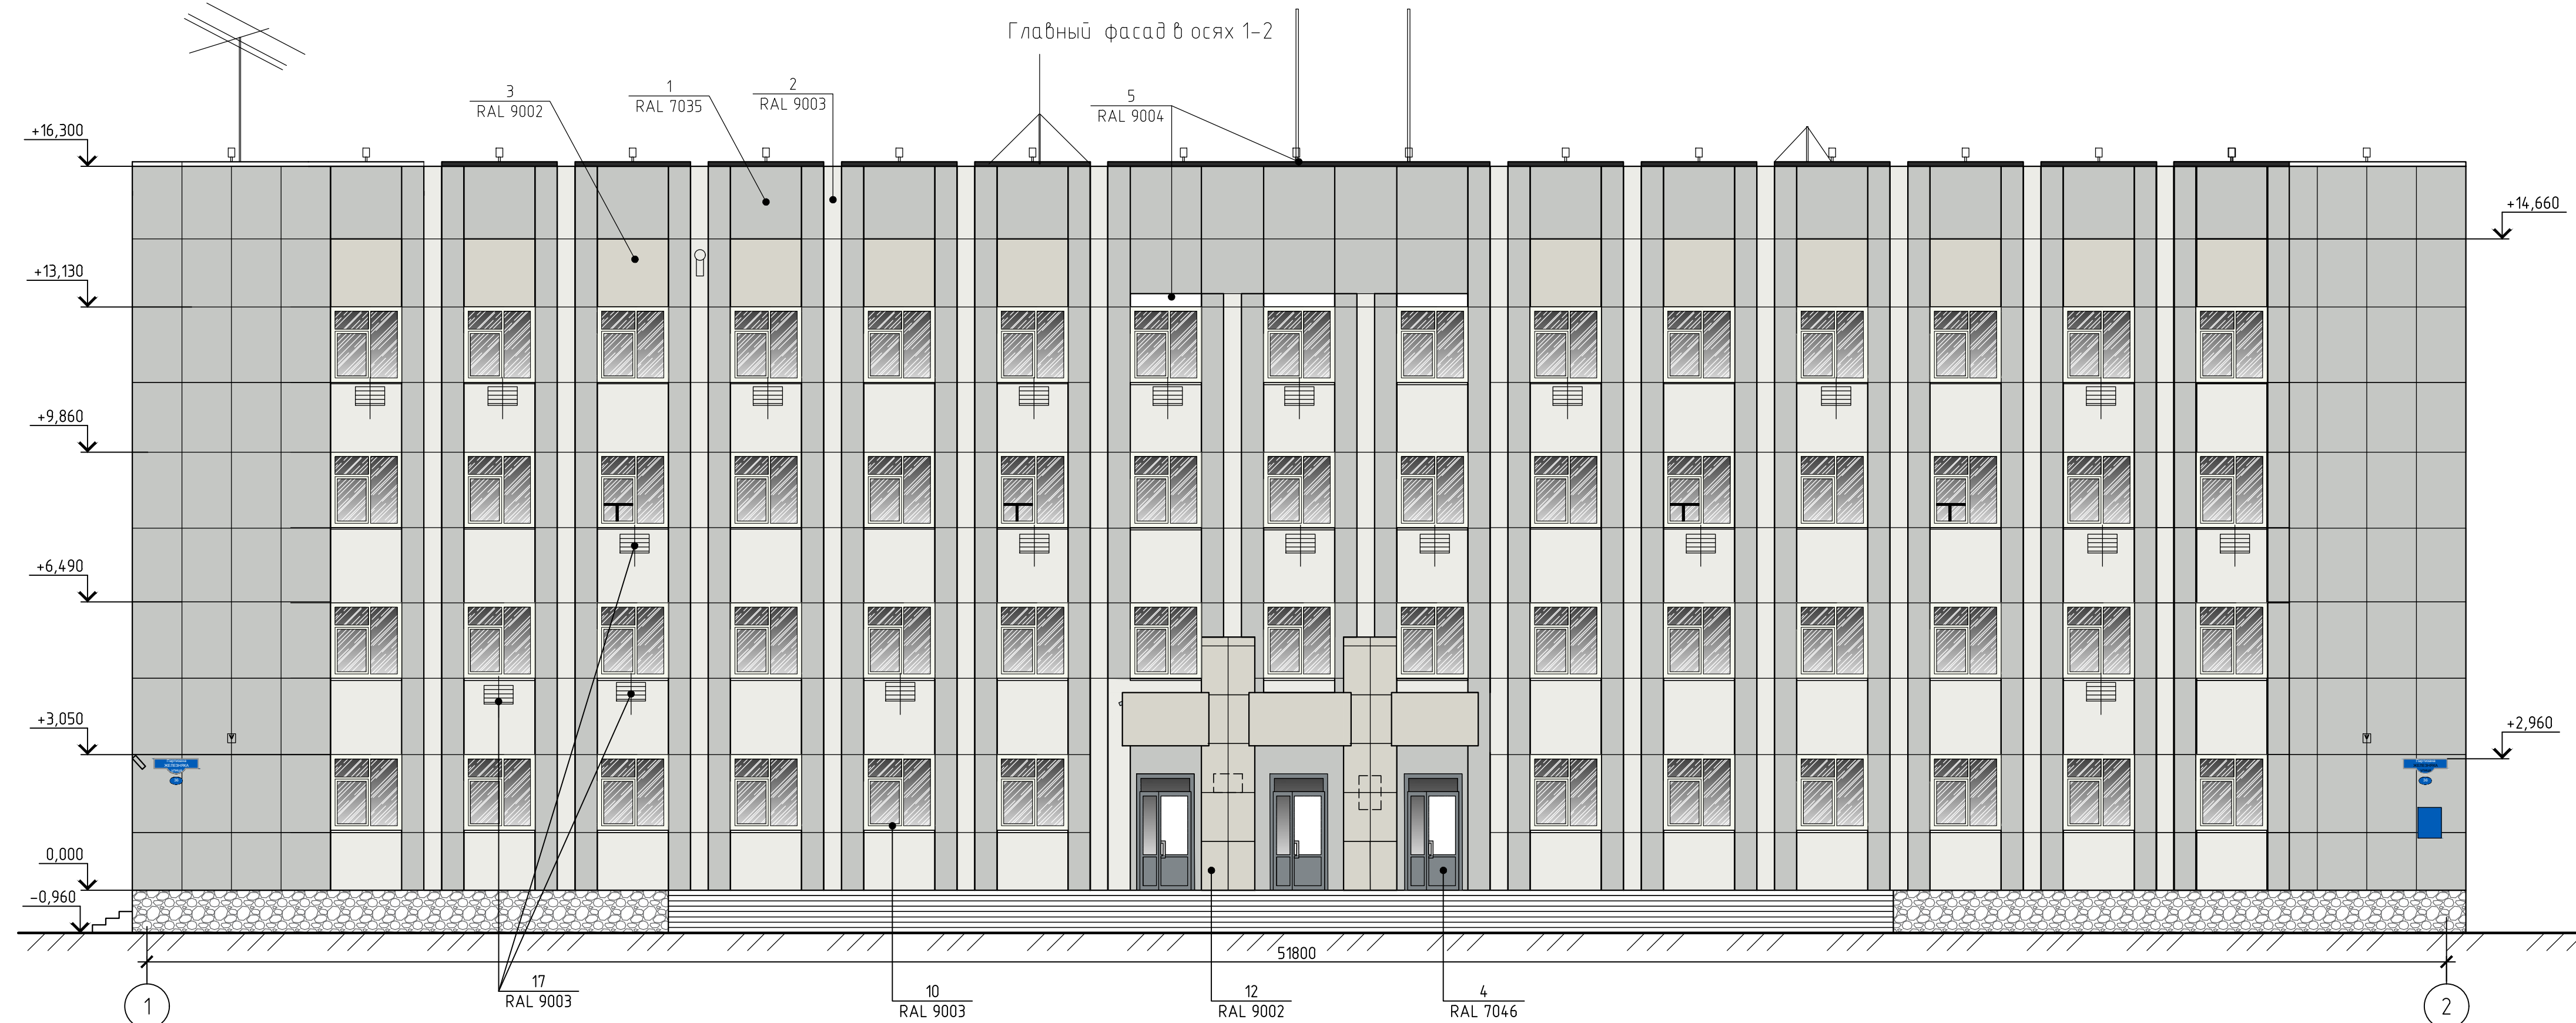 Главный фасад в осях 1-2
3
RAL 9002
1
RAL 7035
2
RAL 9003
5
RAL 9004
+16,300
+14,660
+13,130
+9,860
+6,490
+3,050
+2,960
ЖЕЛЕЗНЯКА
0,000
-0,960
51800
17
RAL 9003
10
RAL 9003
12
RAL 9002
4
RAL 7046
1
2